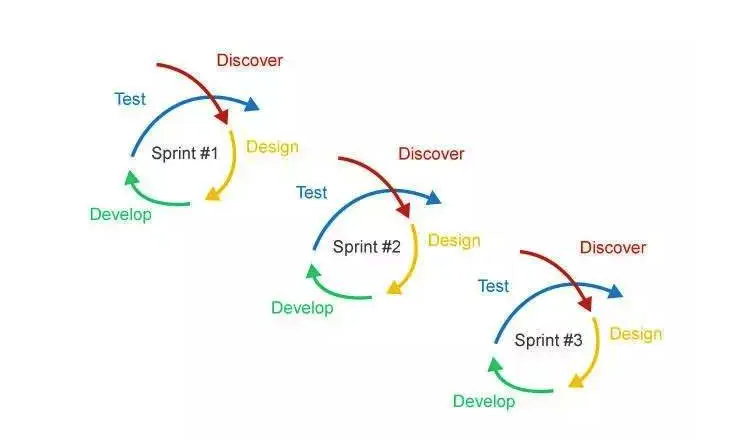 Discover
Test
Sprint #1
Design
Develop
Discover
Test
Sprint #2
Design
Develop
Discover
Test
Sprint #3
Design
Develop